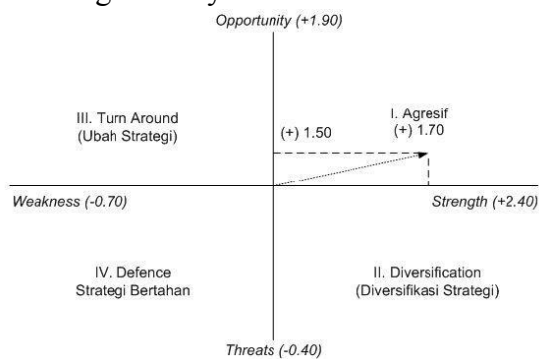 Opportunity (+1.90)
III. Turn Around
(Ubah Strategi)
(+) 1.50
I. Agresif
(+) 1.70
Weakness (-0.70)
Strength (+2.40)
IV. Defence
Strategi Bertahan
II. Diversification
(Diversifikasi Strategi)
Threats (-0.40)